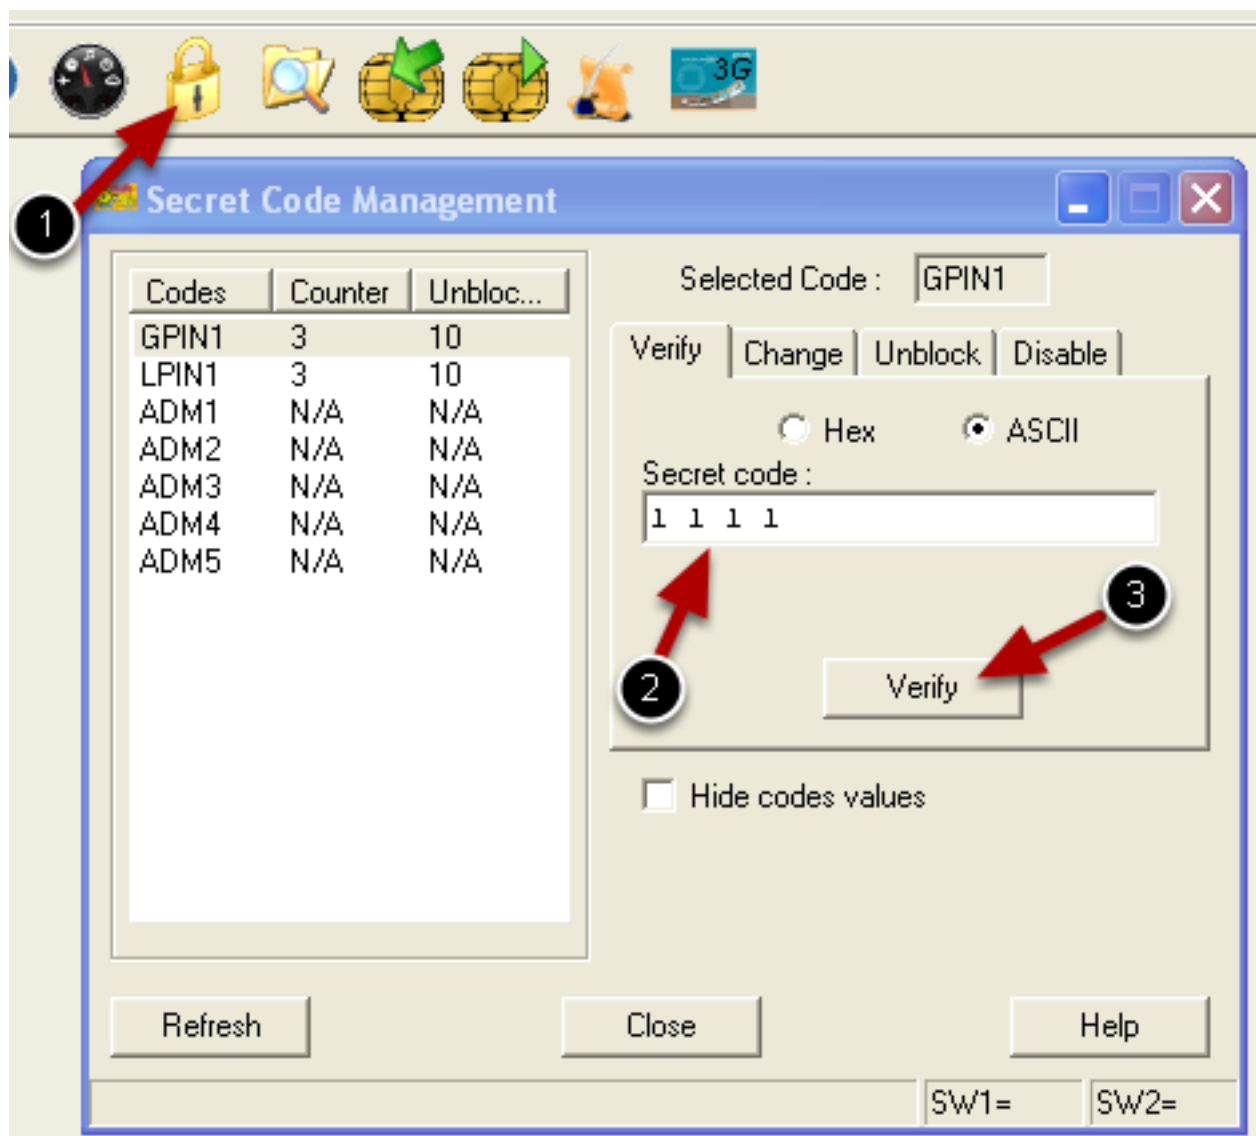 3G
1
Secret Code Management
Selected Code : GPIN1
Codes Counter Unbloc...
GPIN1 3 10
LPIN1 3 10
ADM1 N/A N/A
ADM2 N/A N/A
ADM3 N/A N/A
ADM4 N/A N/A
ADM5 N/A N/A
Verify Change Unblock Disable
Hex ASCII
Secret code :
1 1 1 1
3
2
Verify
Hide codes values
Refresh Close Help
SW1= SW2=